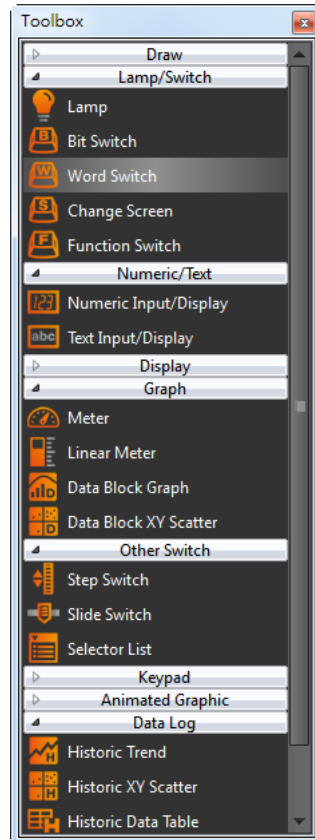 Toolbox
Draw
Lamp/Switch
Lamp
B
Bit Switch
W
Word Switch
S
Change Screen
F
Function Switch
Numeric/Text
123
Numeric Input/Display
abc
Text Input/Display
Display
Graph
Meter
Linear Meter
D
Data Block Graph
D
Data Block XY Scatter
Other Switch
Step Switch
Slide Switch
Selector List
Keypad
Animated Graphic
Data Log
H
Historic Trend
H
Historic XY Scatter
H
Historic Data Table